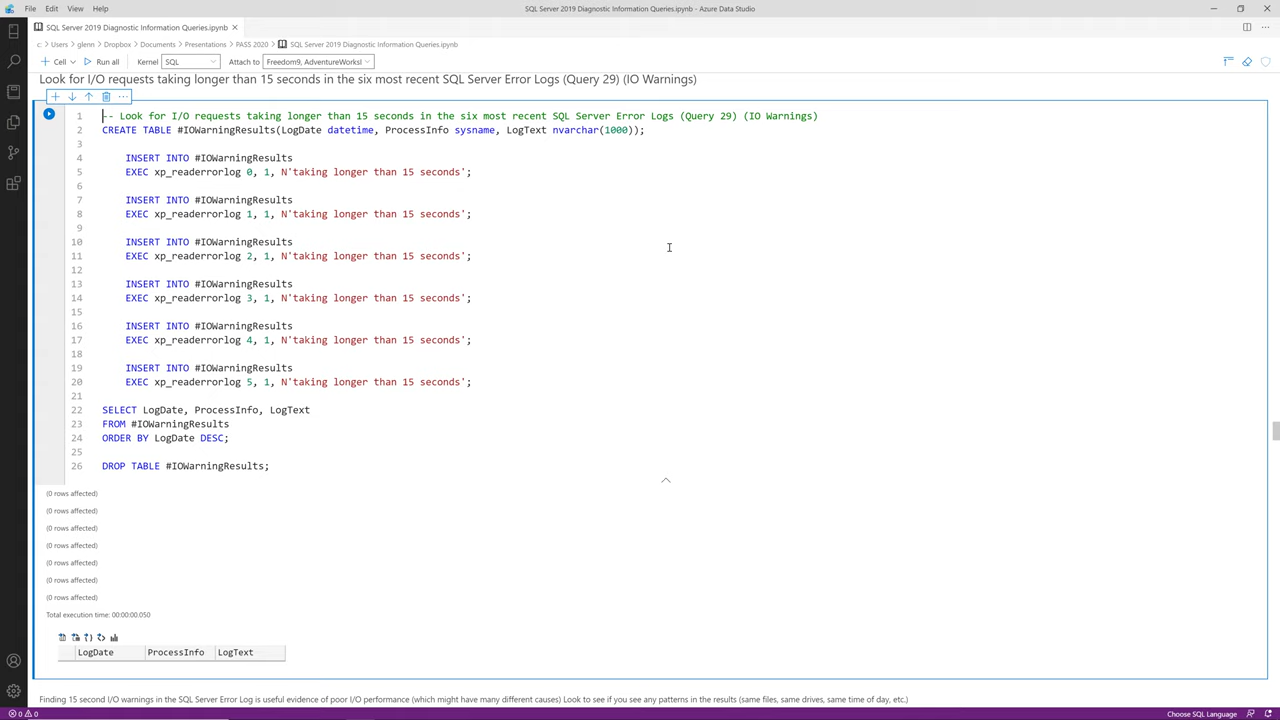 File Edit View Help
SQL Server 2019 Diagnostic Information Queries.ipynb - Azure Data Studio
SQL Server 2019 Diagnostic Information Queries.ipynb
c: > Users > glenn > Dropbox > Documents > Presentations > PASS 2020 > SQL Server 2019 Diagnostic Information Queries.ipynb
+ Cell Run all Kernel SQL Attach to Freedom9, AdventureWorksl
Look for I/O requests taking longer than 15 seconds in the six most recent SQL Server Error Logs (Query 29) (IO Warnings)
1 -- Look for I/O requests taking longer than 15 seconds in the six most recent SQL Server Error Logs (Query 29) (IO Warnings)
2 CREATE TABLE #IOWarningResults(LogDate datetime, ProcessInfo sysname, LogText nvarchar(1000));
3
4 INSERT INTO #IOWarningResults
5 EXEC xp_readerrorlog 0, 1, N'taking longer than 15 seconds';
6
7 INSERT INTO #IOWarningResults
8 EXEC xp_readerrorlog 1, 1, N'taking longer than 15 seconds';
9
10 INSERT INTO #IOWarningResults
11 EXEC xp_readerrorlog 2, 1, N'taking longer than 15 seconds';
12
13 INSERT INTO #IOWarningResults
14 EXEC xp_readerrorlog 3, 1, N'taking longer than 15 seconds';
15
16 INSERT INTO #IOWarningResults
17 EXEC xp_readerrorlog 4, 1, N'taking longer than 15 seconds';
18
19 INSERT INTO #IOWarningResults
20 EXEC xp_readerrorlog 5, 1, N'taking longer than 15 seconds';
21
22 SELECT LogDate, ProcessInfo, LogText
23 FROM #IOWarningResults
24 ORDER BY LogDate DESC;
25
26 DROP TABLE #IOWarningResults;
(0 rows affected)
(0 rows affected)
(0 rows affected)
(0 rows affected)
(0 rows affected)
(0 rows affected)
(0 rows affected)
Total execution time: 00:00:00.050
LogDate ProcessInfo LogText
Finding 15 second I/O warnings in the SQL Server Error Log is useful evidence of poor I/O performance (which might have many different causes) Look to see if you see any patterns in the results (same files, same drives, same time of day, etc.)
0 0
Choose SQL Language